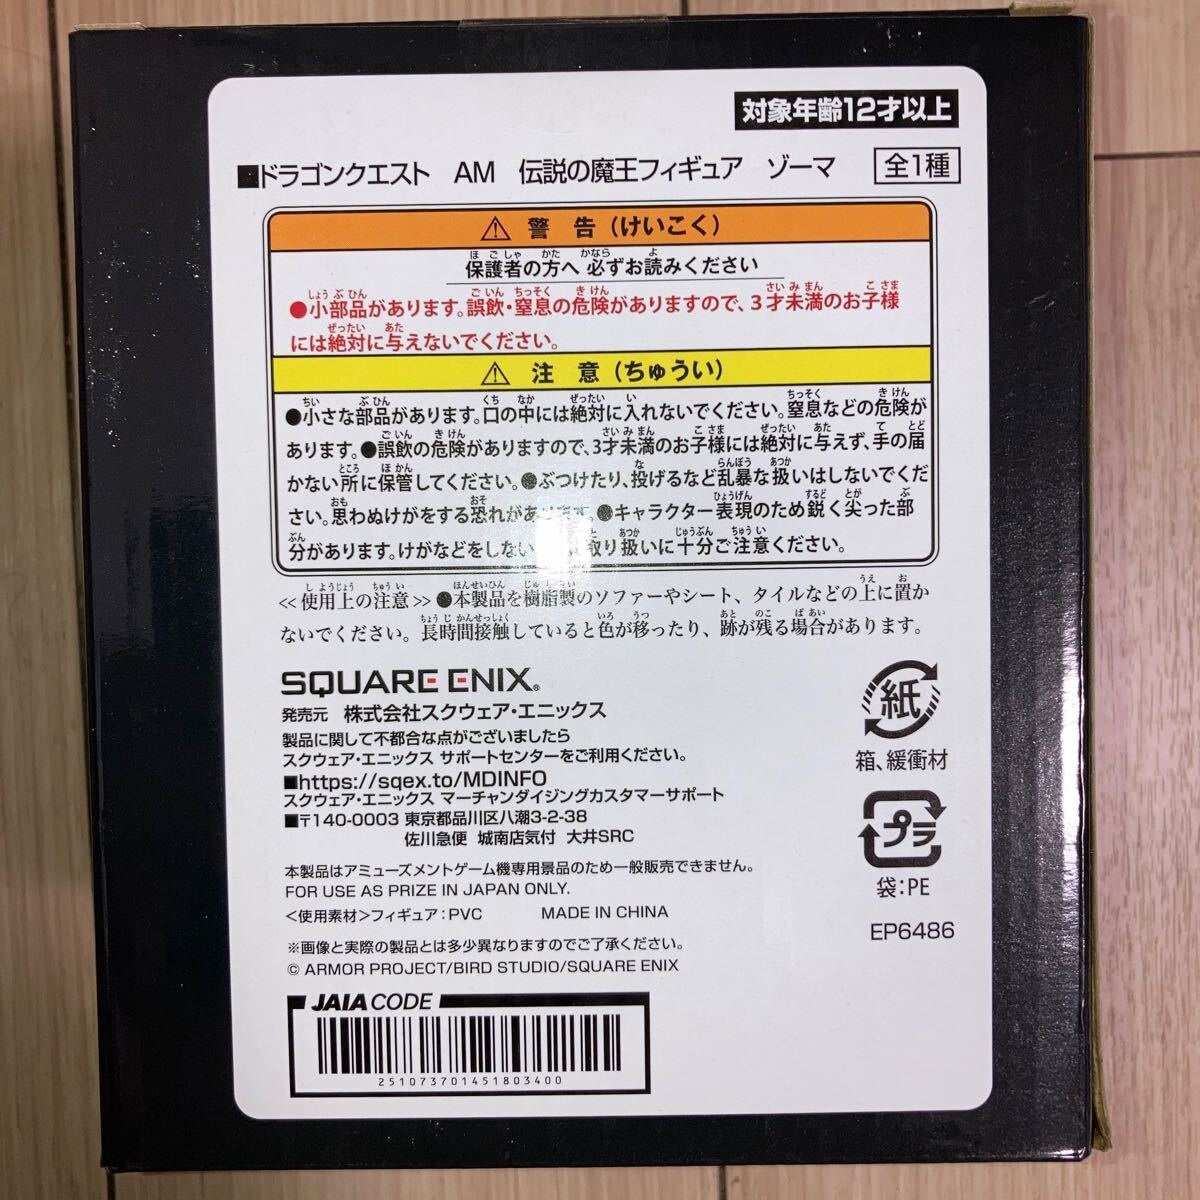 対象年齢12才以上
■ドラゴンクエスト AM 伝説の魔王フィギュア ゾーマ 全1種
⚠ 警 告 (けいこく)
保護者の方へ 必ずお読みください
●小部品があります。誤飲・窒息の危険がありますので、3才未満のお子様
には絶対に与えないでください。
⚠ 注 意 (ちゅうい)
●小さな部品があります。口の中には絶対に入れないでください。窒息などの危険が
あります。●誤飲の危険がありますので、3才未満のお子様には絶対に与えず、手の届
かない所に保管してください。●ぶつけたり、投げるなど乱暴な扱いはしないでくだ
さい。思わぬけがをする恐れがあ す。●キャラクター表現のため鋭く尖った部
分があります。けがなどをしない 取り扱いに十分ご注意ください。
≪使用上の注意≫●本製品を樹脂製のソファーやシート、タイルなどの上に置か
ないでください。長時間接触していると色が移ったり、跡が残る場合があります。
SQUARE ENIX®
発売元 株式会社スクウェア・エニックス
製品に関して不都合な点がございましたら
スクウェア・エニックス サポートセンターをご利用ください。
■https://sqex.to/MDINFO
スクウェア・エニックス マーチャンダイジングカスタマーサポート
■〒140-0003 東京都品川区八潮3-2-38
佐川急便 城南店気付 大井SRC
本製品はアミューズメントゲーム機専用景品のため一般販売できません。
FOR USE AS PRIZE IN JAPAN ONLY.
<使用素材>フィギュア:PVC MADE IN CHINA
※画像と実際の製品とは多少異なりますのでご了承ください。
© ARMOR PROJECT/BIRD STUDIO/SQUARE ENIX
紙
箱、緩衝材
プラ
袋:PE
EP6486
JAIA CODE
251073701451803400